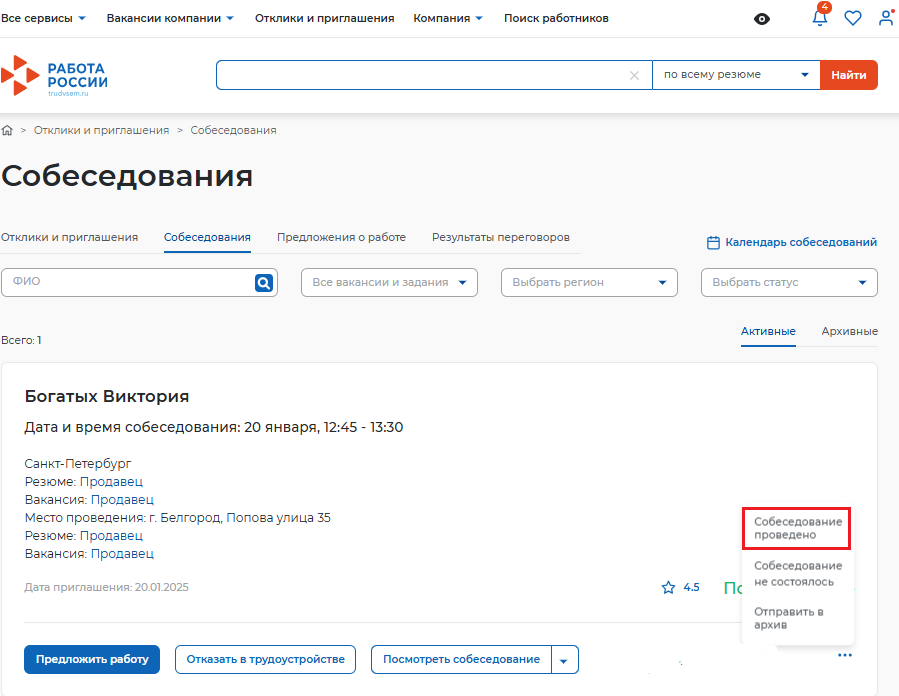 Все сервисы Вакансии компании Отклики и приглашения Компания Поиск работников 4
РАБОТА
РОССИИ
trudvsem.ru
по всему резюме Найти
> Отклики и приглашения > Собеседования
Собеседования
Отклики и приглашения Собеседования Предложения о работе Результаты переговоров Календарь собеседований
ФИО Все вакансии и задания Выбрать регион Выбрать статус
Активные Архивные
Всего: 1
Богатых Виктория
Дата и время собеседования: 20 января, 12:45 - 13:30
Санкт-Петербург
Резюме: Продавец
Вакансия: Продавец
Место проведения: г. Белгород, Попова улица 35
Резюме: Продавец
Вакансия: Продавец
Собеседование
проведено
Собеседование
не состоялось
Отправить в
архив
Дата приглашения: 20.01.2025 4.5
Предложить работу Отказать в трудоустройстве Посмотреть собеседование